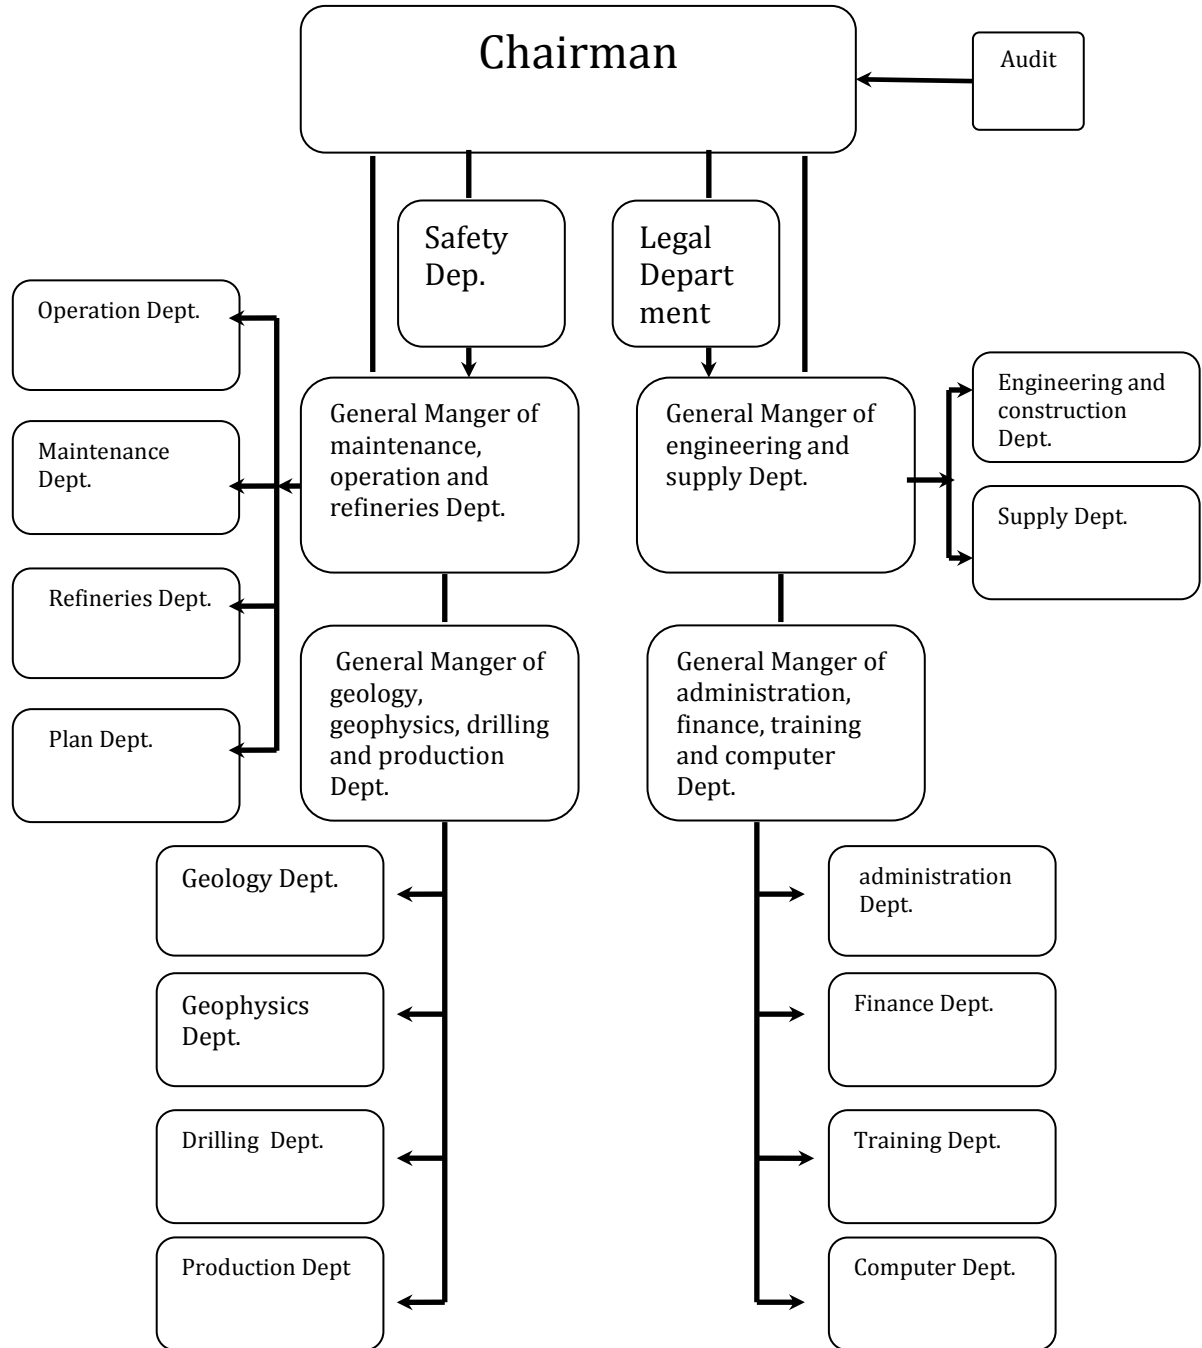 Chairman
Audit
Safety
Dep.
Legal
Depart
ment
Operation Dept.
Maintenance
Dept.
Refineries Dept.
Plan Dept.
General Manger of
maintenance,
operation and
refineries Dept.
General Manger of
engineering and
supply Dept.
Engineering and
construction
Dept.
Supply Dept.
General Manger of
geology,
geophysics, drilling
and production
Dept.
General Manger of
administration,
finance, training
and computer
Dept.
Geology Dept.
Geophysics
Dept.
Drilling  Dept.
Production Dept
administration
Dept.
Finance Dept.
Training Dept.
Computer Dept.